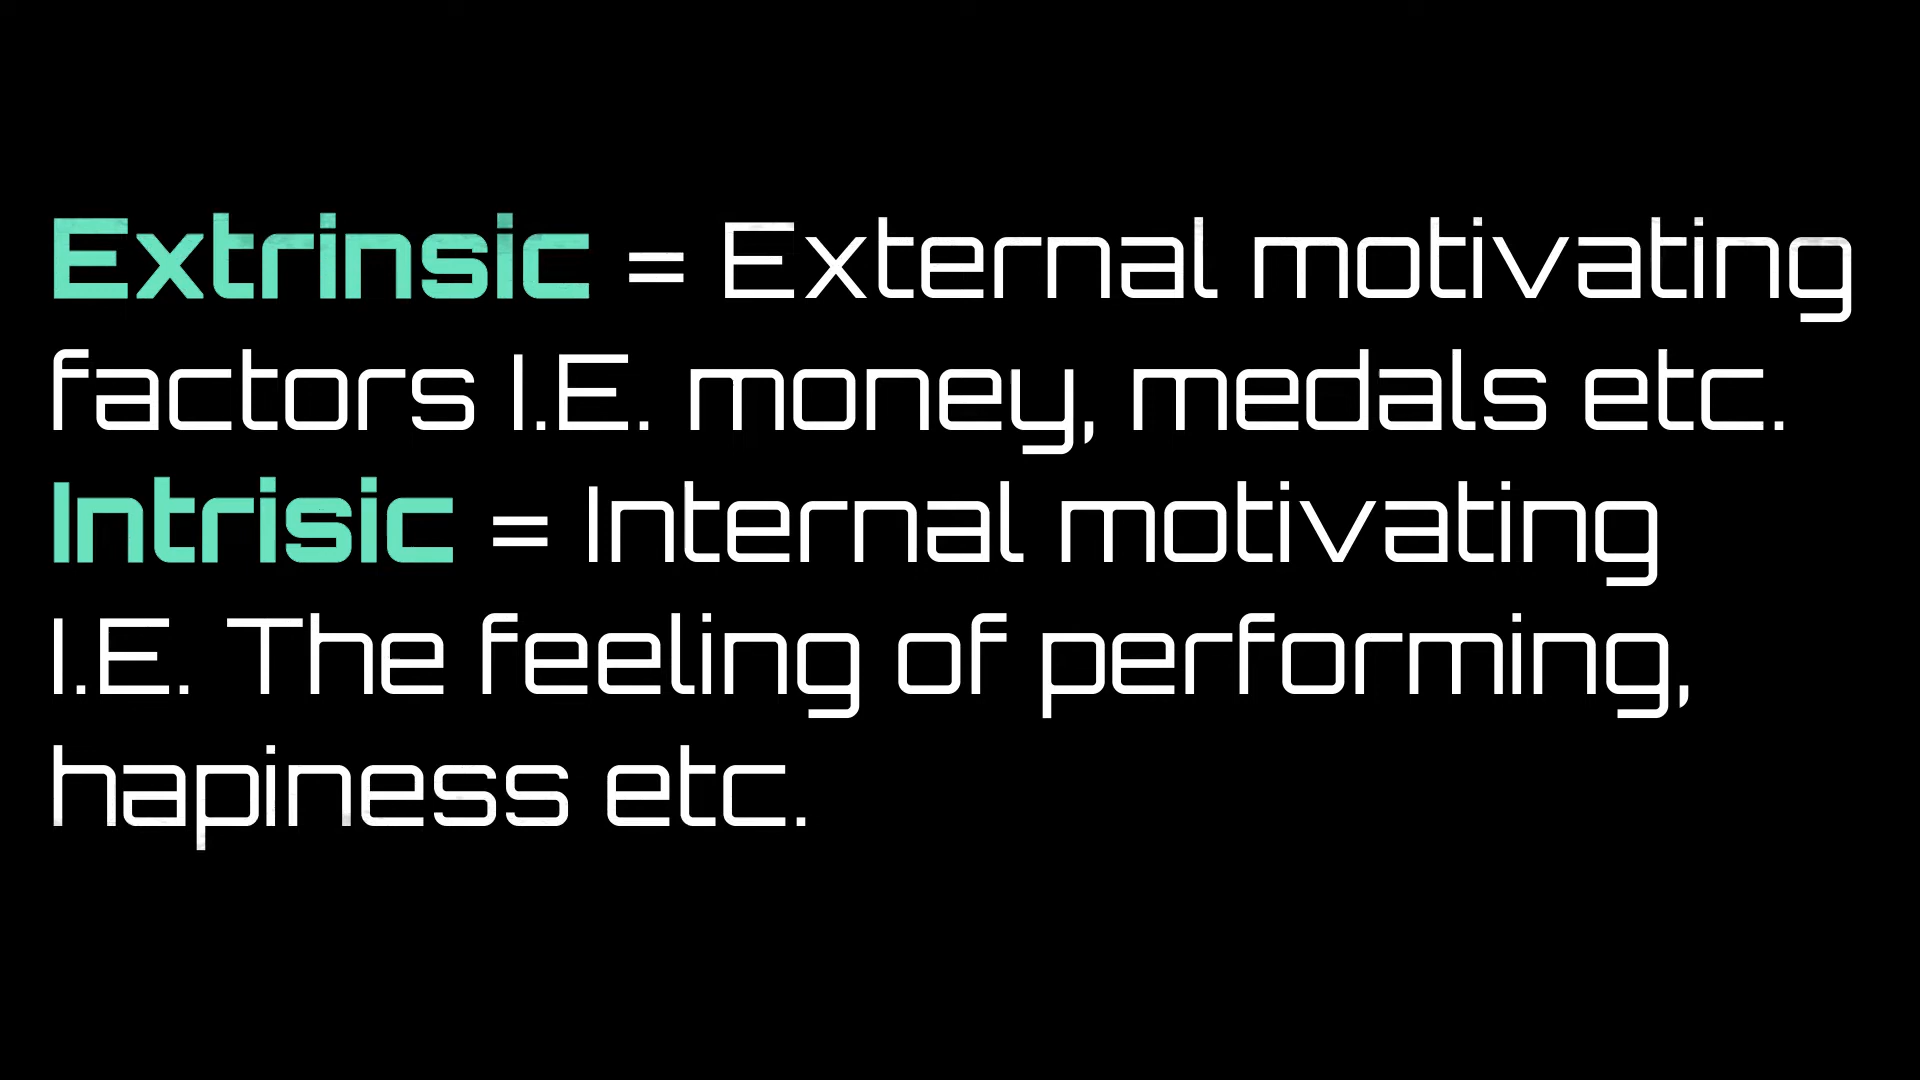 Extrinsic = External motivating
factors I.E. money, medals etc.
Intrisic = Internal motivating
I.E. The feeling of performing,
hapiness etc.